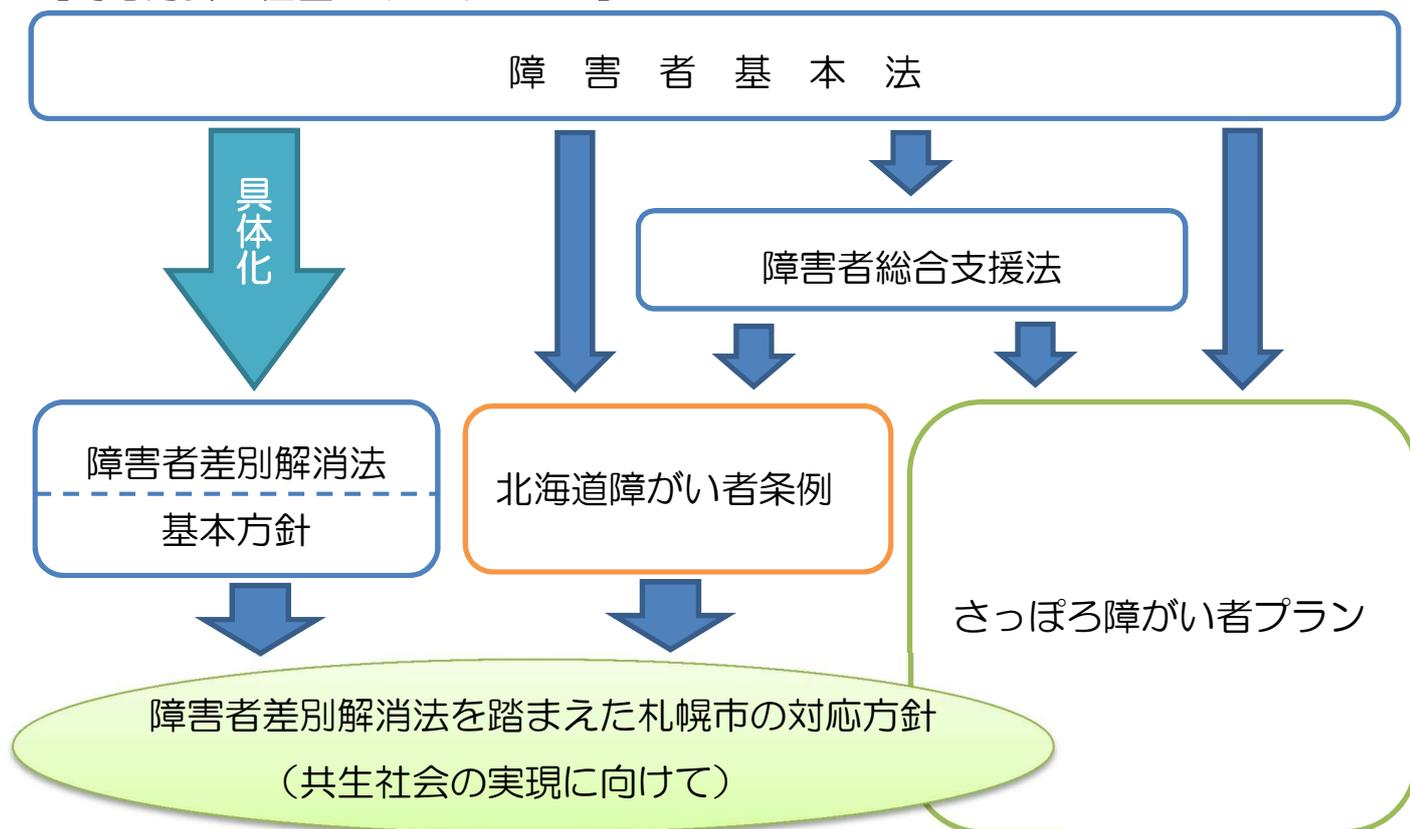 障害者基本法
具体化
障害者総合支援法
障害者差別解消法
基本方針
北海道障がい者条例
さっぽろ障がい者プラン
障害者差別解消法を踏まえた札幌市の対応方針
（共生社会の実現に向けて）